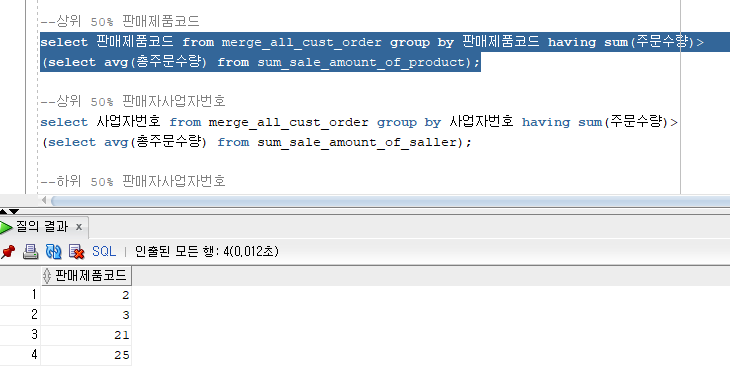 --상위 50% 판매제품코드
select 판매제품코드 from merge_all_cust_order group by 판매제품코드 having sum(주문수량)>
(select avg(총주문수량) from sum_sale_amount_of_product);
--상위 50% 판매자사업자번호
select 사업자번호 from merge_all_cust_order group by 사업자번호 having sum(주문수량)>
(select avg(총주문수량) from sum_sale_amount_of_saller);
--하위 50% 판매자사업자번호
질의 결과 x
SQL | 인출된 모든 행: 4(0,012초)
판매제품코드
1 2
2 3
3 21
4 25